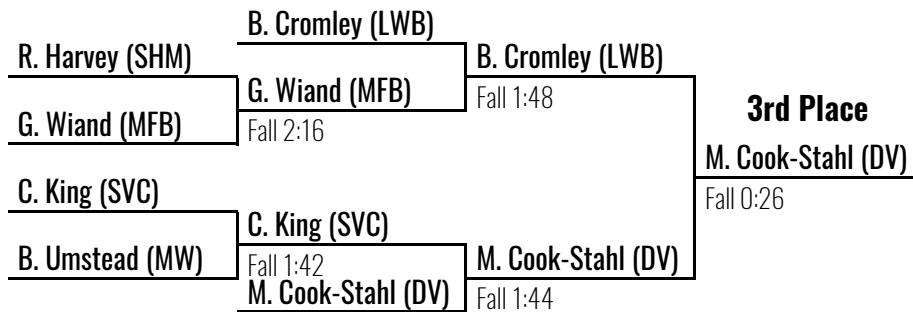 B. Cromley (LWB)
R. Harvey (SHM)
B. Cromley (LWB)
G. Wiand (MFB)
Fall 1:48
3rd Place
G. Wiand (MFB)
Fall 2:16
M. Cook-Stahl (DV)
C. King (SVC)
Fall 0:26
C. King (SVC)
B. Umstead (MW)
Fall 1:42
M. Cook-Stahl (DV)
M. Cook-Stahl (DV)
Fall 1:44